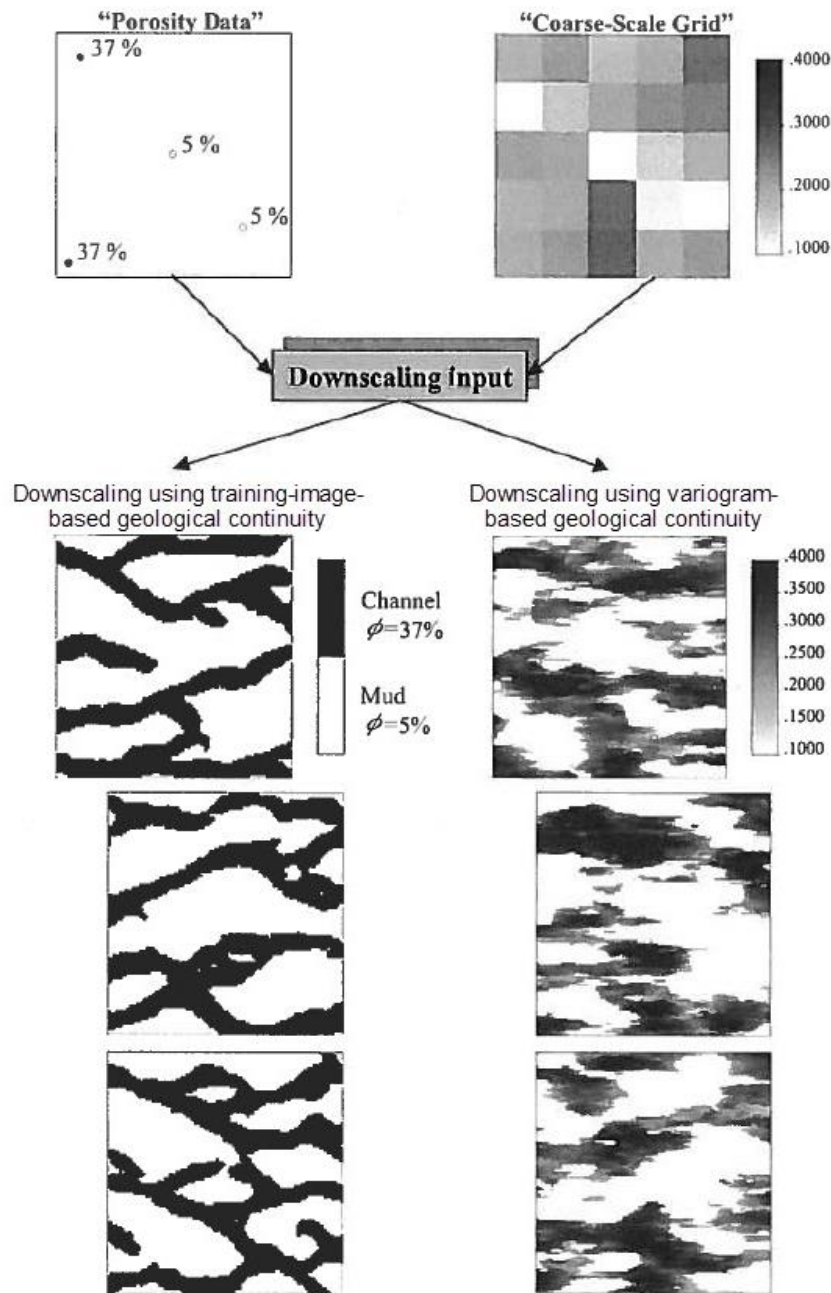 “Porosity Data”
37 %
5 %
5 %
37 %
“Coarse-Scale Grid”
.4000
.3000
.2000
.1000
Downscaling input
Downscaling using training-image-
based geological continuity
Channel
ϕ=37%
Mud
ϕ=5%
Downscaling using variogram-
based geological continuity
.4000
.3500
.3000
.2500
.2000
.1500
.1000